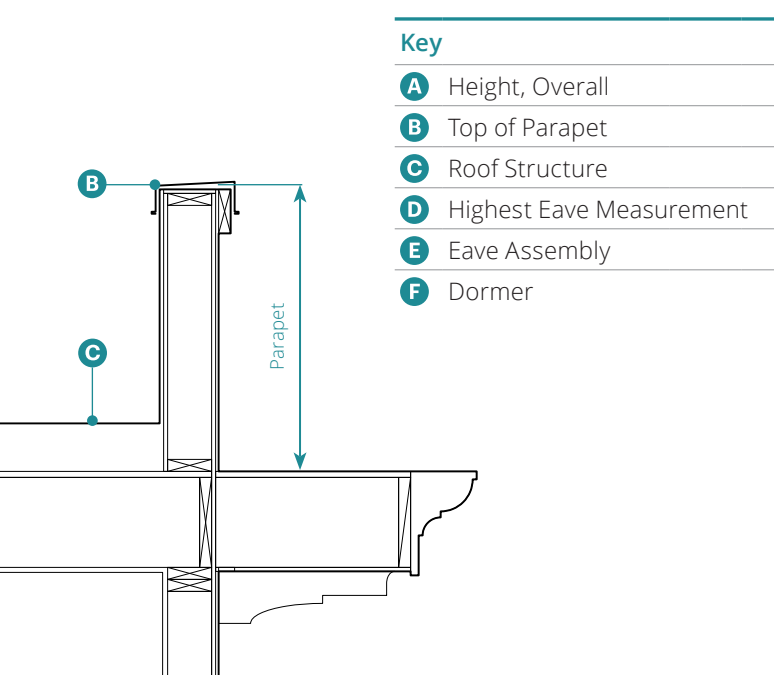 Key
A Height, Overall
B Top of Parapet
C Roof Structure
D Highest Eave Measurement
E Eave Assembly
F Dormer
B
Parapet
C